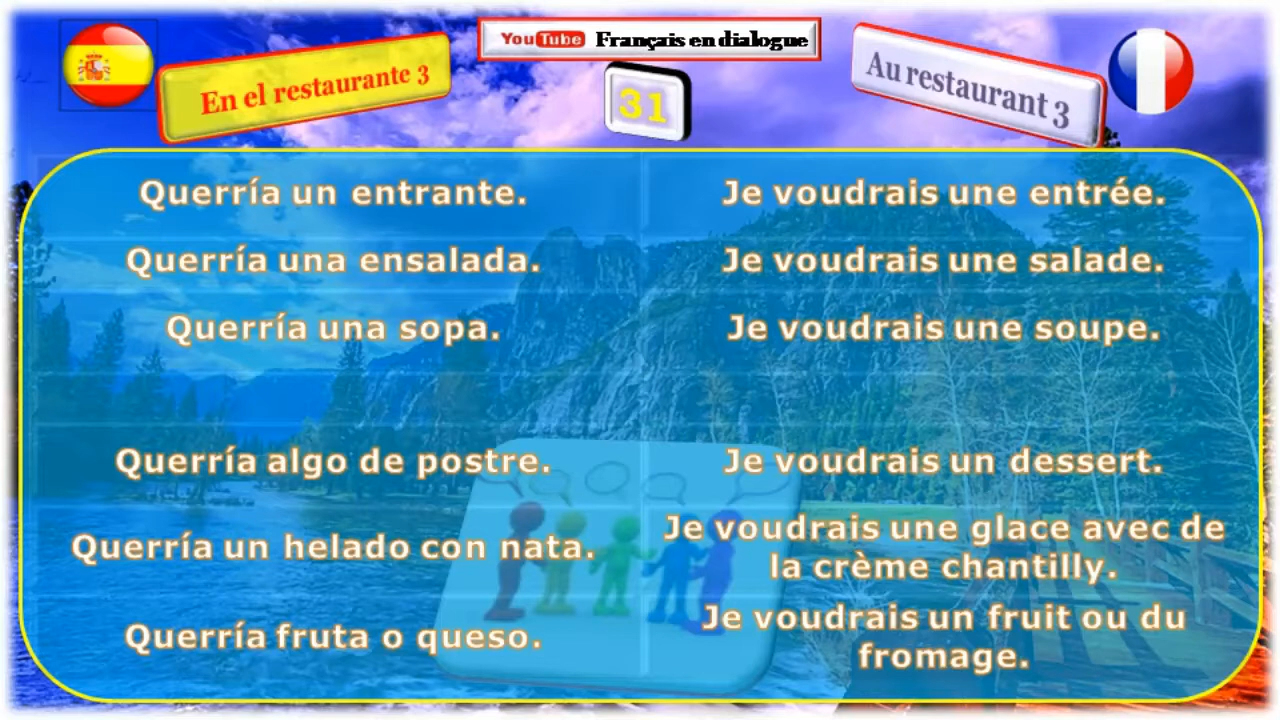 YouTube Français en dialogue
En el restaurante 3
31
Au restaurant 3
Querría un entrante.
Je voudrais une entrée.
Querría una ensalada.
Je voudrais une salade.
Querría una sopa.
Je voudrais une soupe.
Querría algo de postre.
Je voudrais un dessert.
Querría un helado con nata.
Je voudrais une glace avec de
la crème chantilly.
Querría fruta o queso.
Je voudrais un fruit ou du
fromage.